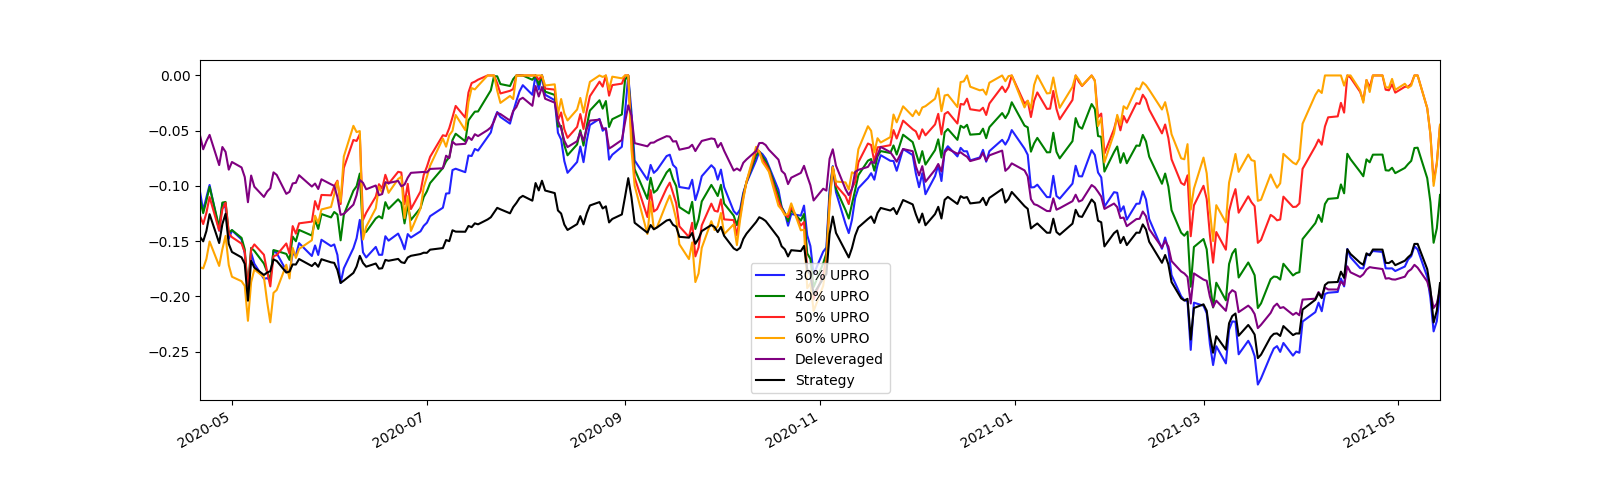 0.00
−0.05
−0.10
−0.15
−0.20
−0.25
30% UPRO
40% UPRO
50% UPRO
60% UPRO
Deleveraged
Strategy
2020-05
2020-07
2020-09
2020-11
2021-01
2021-03
2021-05